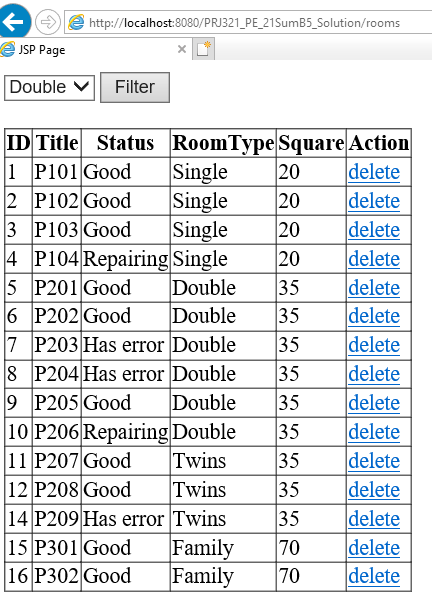 http://localhost:8080/PRJ321_PE_21SumB5_Solution/rooms
JSP Page
Double Filter
ID Title Status RoomType Square Action
1 P101 Good Single 20 delete
2 P102 Good Single 20 delete
3 P103 Good Single 20 delete
4 P104 Repairing Single 20 delete
5 P201 Good Double 35 delete
6 P202 Good Double 35 delete
7 P203 Has error Double 35 delete
8 P204 Has error Double 35 delete
9 P205 Good Double 35 delete
10 P206 Repairing Double 35 delete
11 P207 Good Twins 35 delete
12 P208 Good Twins 35 delete
14 P209 Has error Twins 35 delete
15 P301 Good Family 70 delete
16 P302 Good Family 70 delete